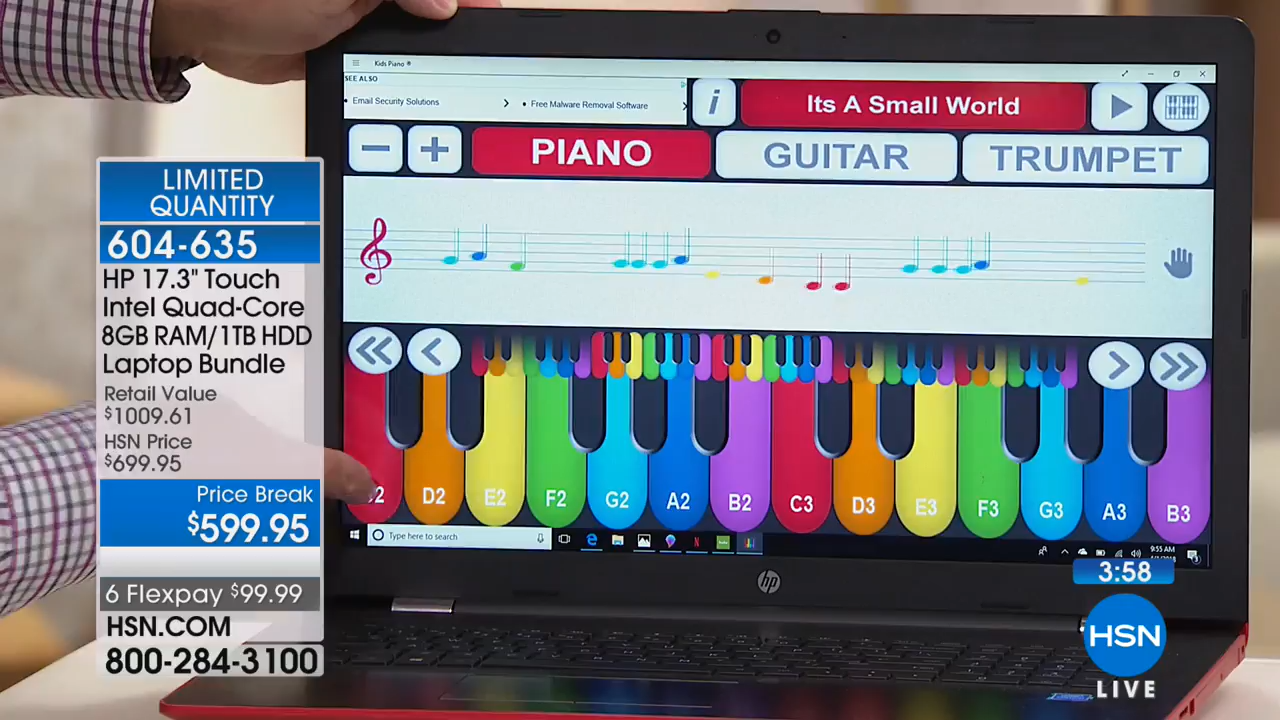 LIMITED
QUANTITY
604-635
HP 17.3" Touch
Intel Quad-Core
8GB RAM/1TB HDD
Laptop Bundle
Retail Value
$1009.61
HSN Price
$699.95
Price Break
$599.95
6 Flexpay $99.99
HSN.COM
800-284-3100
Kids Piano
SEE ALSO
Email Security Solutions
Free Malware Removal Software
i
Its A Small World
PIANO
GUITAR
TRUMPET
D2 E2 F2 G2 A2 B2 C3 D3 E3 F3 G3 A3 B3
Type here to search
9:55 AM
hp
3:58
HSN
LIVE